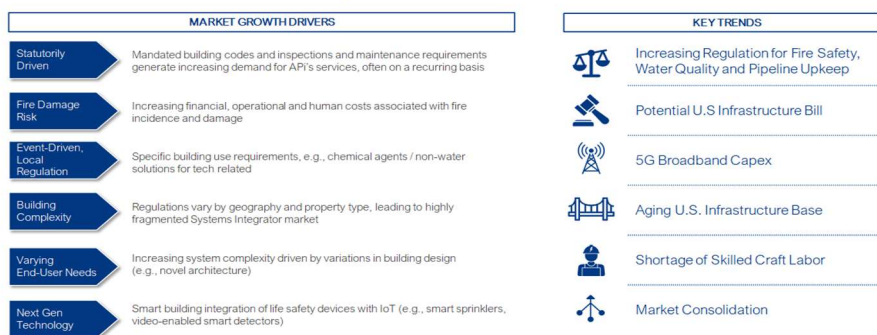 MARKET GROWTH DRIVERS
Statutorily
Driven
Mandated building codes and inspections and maintenance requirements
generate increasing demand for APi's services, often on a recurring basis
Fire Damage
Risk
Increasing financial, operational and human costs associated with fire
incidence and damage
Event-Driven,
Local
Regulation
Specific building use requirements, e.g., chemical agents / non-water
solutions for tech related
Building
Complexity
Regulations vary by geography and property type, leading to highly
fragmented Systems Integrator market
Varying
End-User Needs
Increasing system complexity driven by variations in building design
(e.g., novel architecture)
Next Gen
Technology
Smart building integration of life safety devices with IoT (e.g., smart sprinklers,
video-enabled smart detectors)
KEY TRENDS
Increasing Regulation for Fire Safety,
Water Quality and Pipeline Upkeep
Potential U.S Infrastructure Bill
5G Broadband Capex
Aging U.S. Infrastructure Base
Shortage of Skilled Craft Labor
Market Consolidation